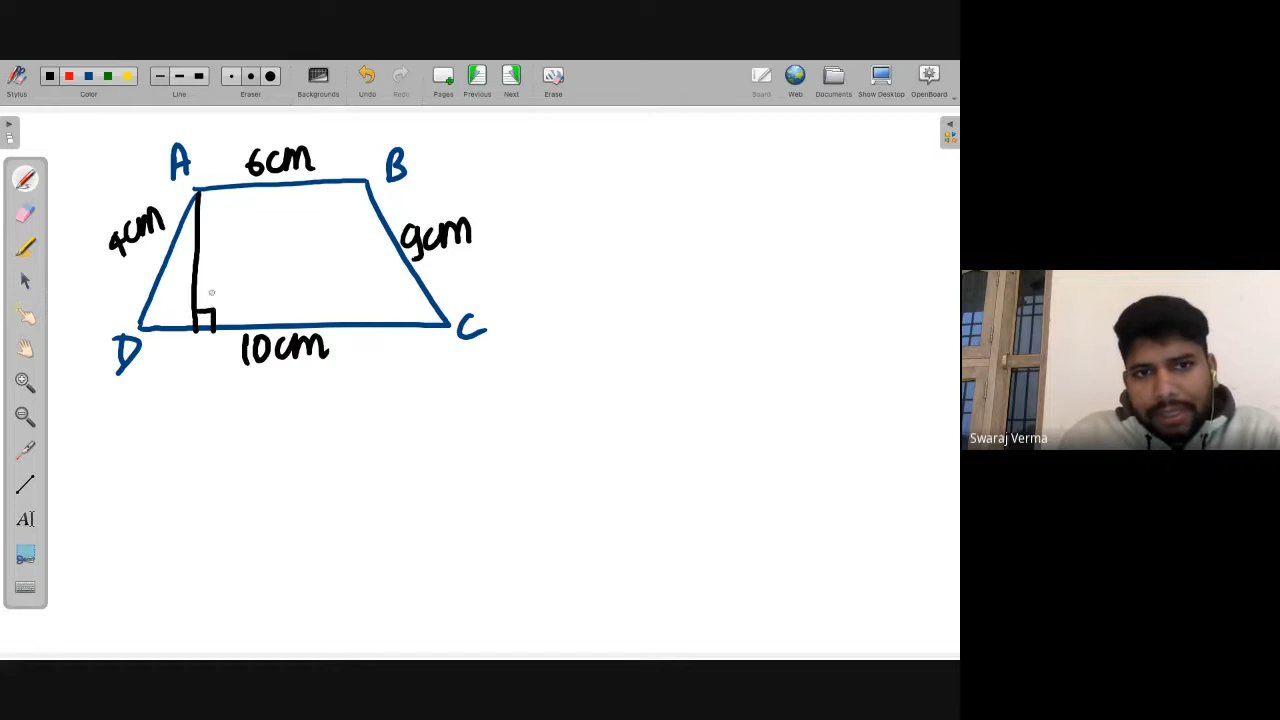 Stylus
Color
Line
Eraser
Backgrounds
Undo
Redo
Pages
Previous
Next
Erase
Board
Web
Documents
Show Desktop
OpenBoard
A 6cm B
4cm
9cm
D 10cm C
AI
Swaraj Verma